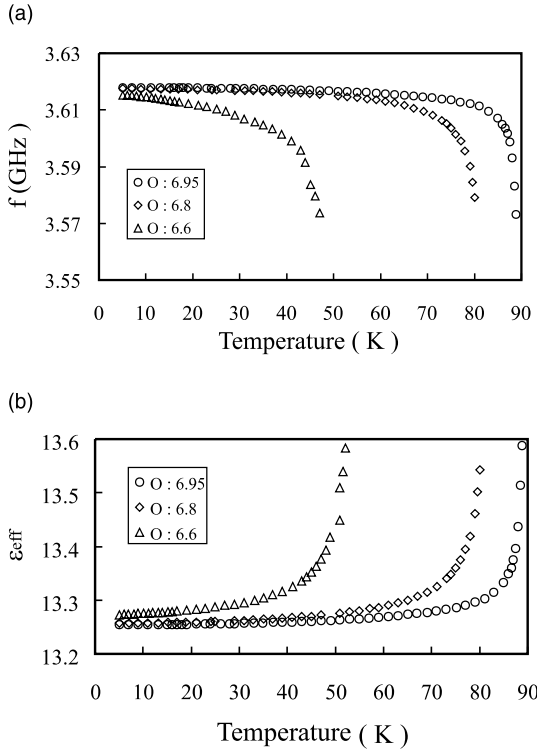 (a)
3.63
3.61
3.59
3.57
3.55
f (GHz)
O : 6.95
O : 6.8
O : 6.6
0 10 20 30 40 50 60 70 80 90
Temperature ( K )
(b)
13.6
13.5
13.4
13.3
13.2
εeff
O : 6.95
O : 6.8
O : 6.6
0 10 20 30 40 50 60 70 80 90
Temperature ( K )